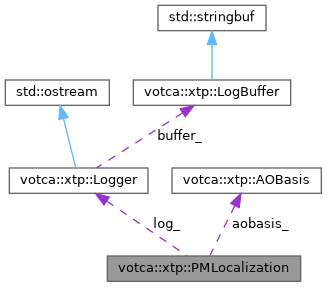 std::stringbuf
std::ostream
votca::xtp::LogBuffer
buffer_
votca::xtp::Logger
votca::xtp::AOBasis
log_
aobasis_
votca::xtp::PMLocalization